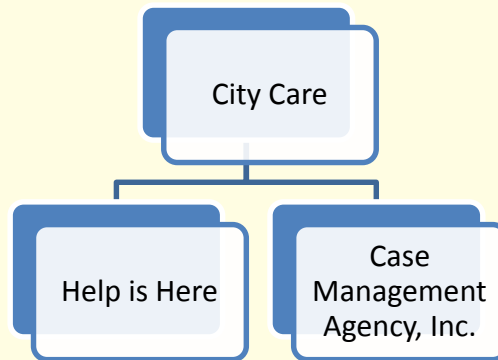 City Care
Help is Here
Case
Management
Agency, Inc.